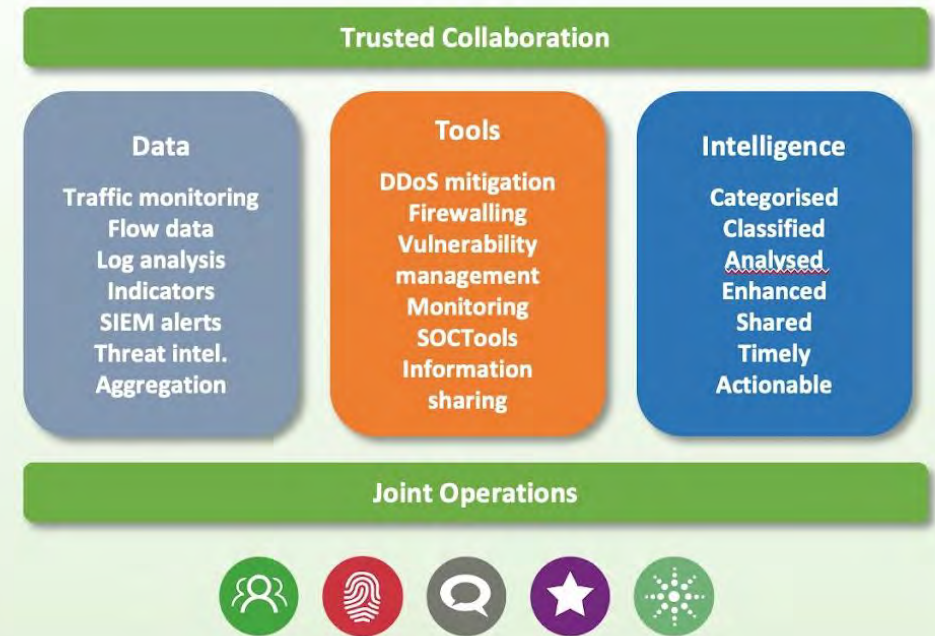 Trusted Collaboration
Data
Traffic monitoring
Flow data
Log analysis
Indicators
SIEM alerts
Threat intel.
Aggregation
Tools
DDoS mitigation
Firewalling
Vulnerability
management
Monitoring
SOCTools
Information
sharing
Intelligence
Categorised
Classified
Analysed
Enhanced
Shared
Timely
Actionable
Joint Operations